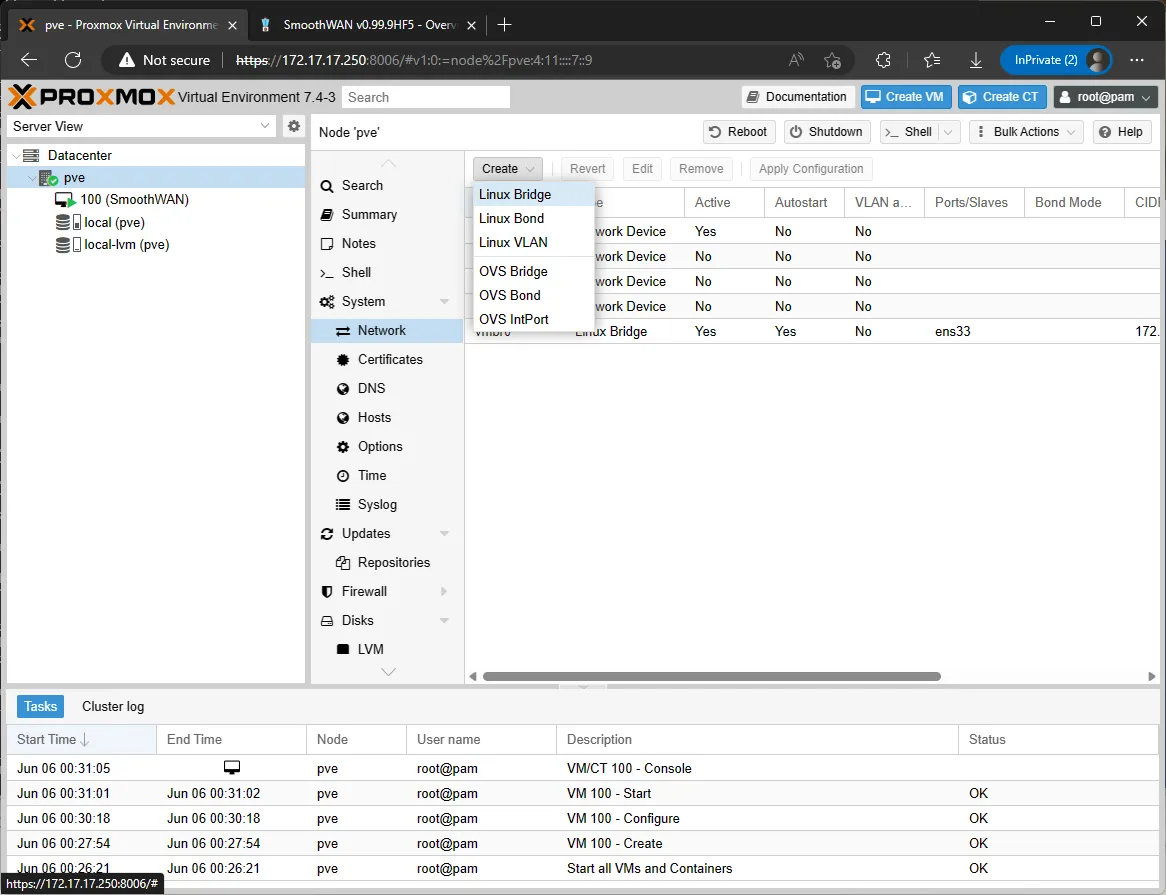 pve - Proxmox Virtual Environme
SmoothWAN v0.99.9HF5 - Overv
Not secure
https://172.17.17.250:8006/#v1:0:=node%2Fpve:4:11::::7::9
InPrivate (2)
PROXMOX Virtual Environment 7.4-3
Search
Documentation
Create VM
Create CT
root@pam
Server View
Node 'pve'
Reboot
Shutdown
Shell
Bulk Actions
Help
Datacenter
pve
100 (SmoothWAN)
local (pve)
local-lvm (pve)
Search
Summary
Notes
Shell
System
Network
Certificates
DNS
Hosts
Options
Time
Syslog
Updates
Repositories
Firewall
Disks
LVM
Create
Revert
Edit
Remove
Apply Configuration
Linux Bridge
Linux Bond
Linux VLAN
OVS Bridge
OVS Bond
OVS IntPort
Active Autostart VLAN a... Ports/Slaves Bond Mode CID
work Device Yes No No
work Device No No No
work Device No No No
work Device No No No
vmbr0 Linux Bridge Yes Yes No ens33 172.
Tasks
Cluster log
Start Time End Time Node User name Description Status
Jun 06 00:31:05 pve root@pam VM/CT 100 - Console
Jun 06 00:31:01 Jun 06 00:31:02 pve root@pam VM 100 - Start OK
Jun 06 00:30:18 Jun 06 00:30:18 pve root@pam VM 100 - Configure OK
Jun 06 00:27:54 Jun 06 00:27:54 pve root@pam VM 100 - Create OK
Jun 06 00:26:21 Jun 06 00:26:21 pve root@pam Start all VMs and Containers OK
https://172.17.17.250:8006/#